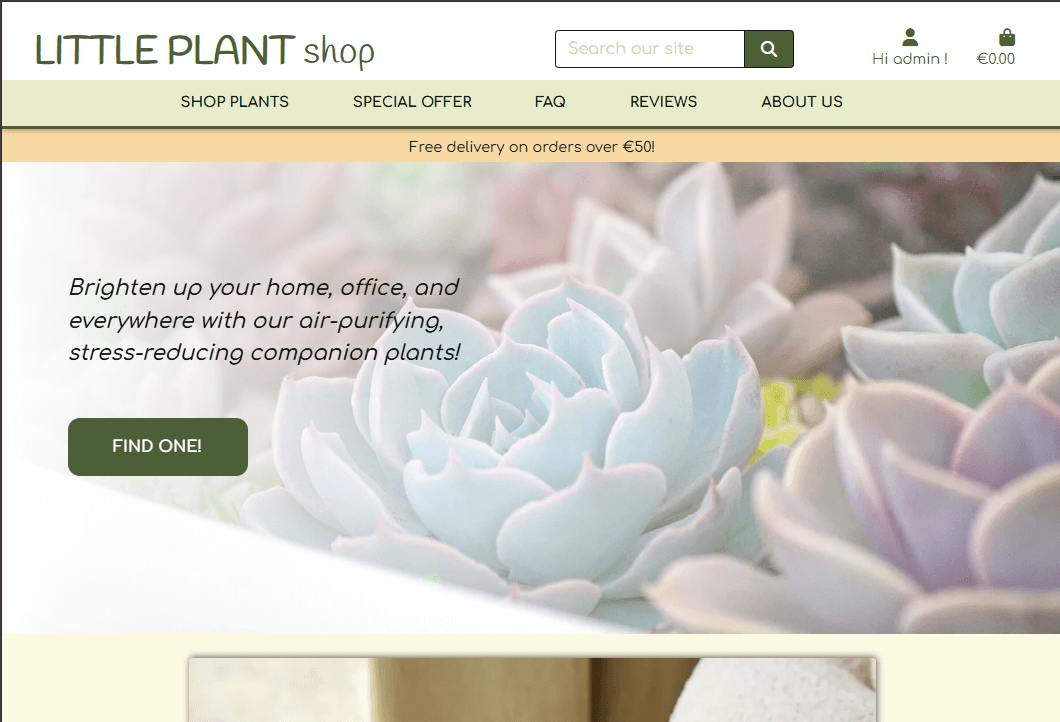 LITTLE PLANT shop
Search our site
Hi admin !
€0.00
SHOP PLANTS
SPECIAL OFFER
FAQ
REVIEWS
ABOUT US
Free delivery on orders over €50!
Brighten up your home, office, and
everywhere with our air-purifying,
stress-reducing companion plants!
FIND ONE!